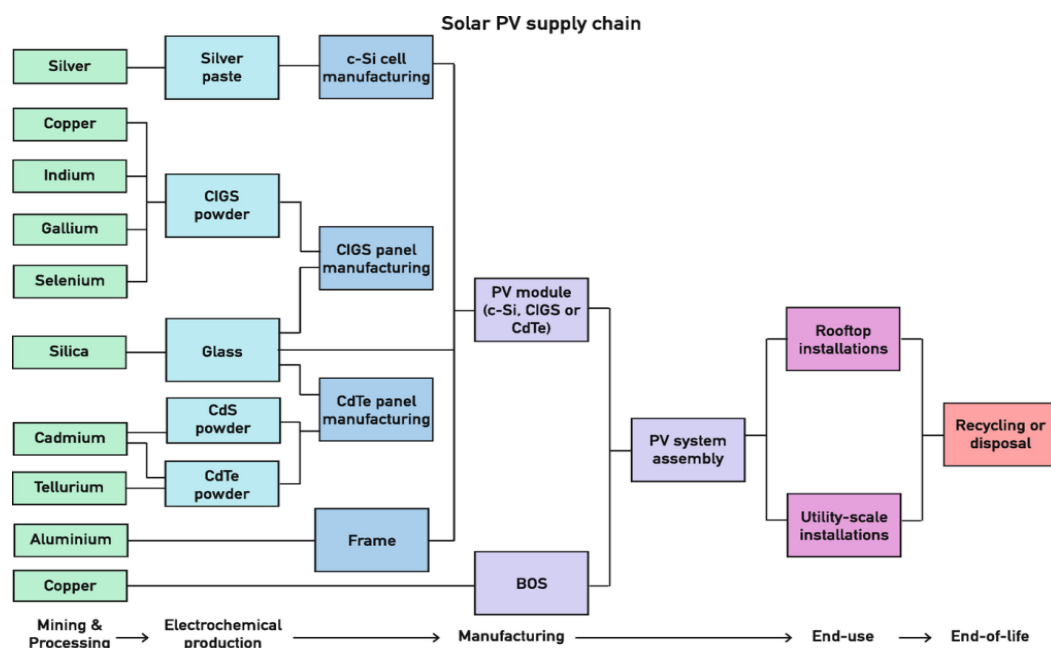 Solar PV supply chain
Silver
Silver
paste
c-Si cell
manufacturing
Copper
Indium
Gallium
Selenium
CIGS
powder
CIGS panel
manufacturing
Silica
Glass
CdTe panel
manufacturing
Cadmium
Tellurium
CdS
powder
CdTe
powder
Aluminium
Frame
Copper
BOS
PV module
(c-Si, CIGS or
CdTe)
PV system
assembly
Rooftop
installations
Utility-scale
installations
Recycling or
disposal
Mining &
Processing
Electrochemical
production
Manufacturing
End-use
End-of-life